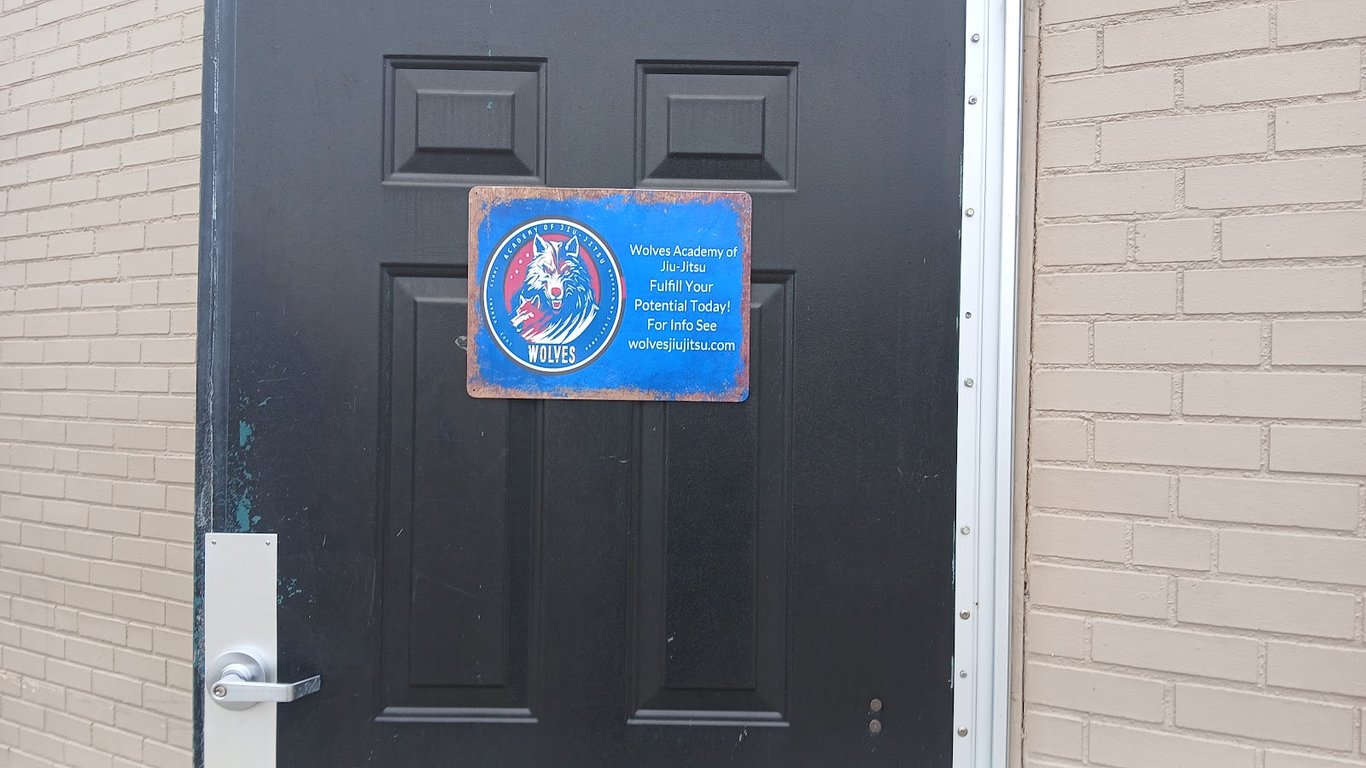 ACADEMY OF JIU-JITSU
WOLVES
Wolves Academy of
Jiu-Jitsu
Fulfill Your
Potential Today!
For Info See
wolvesjiujitsu.com